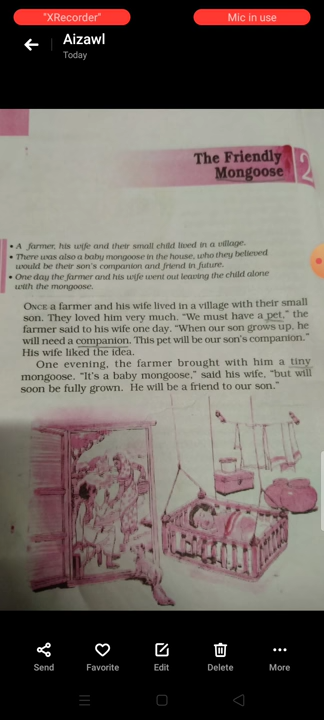 "XRecorder"
Mic in use
Aizawl
Today
The Friendly
Mongoose
2
• A farmer, his wife and their small child lived in a village.
• There was also a baby mongoose in the house, who they believed
would be their son's companion and friend in future.
• One day the farmer and his wife went out leaving the child alone
with the mongoose.
ONCE a farmer and his wife lived in a village with their small
son. They loved him very much. "We must have a pet," the
farmer said to his wife one day. "When our son grows up, he
will need a companion. This pet will be our son's companion."
His wife liked the idea.
One evening, the farmer brought with him a tiny
mongoose. "It's a baby mongoose," said his wife, "but will
soon be fully grown. He will be a friend to our son."
Send
Favorite
Edit
Delete
More